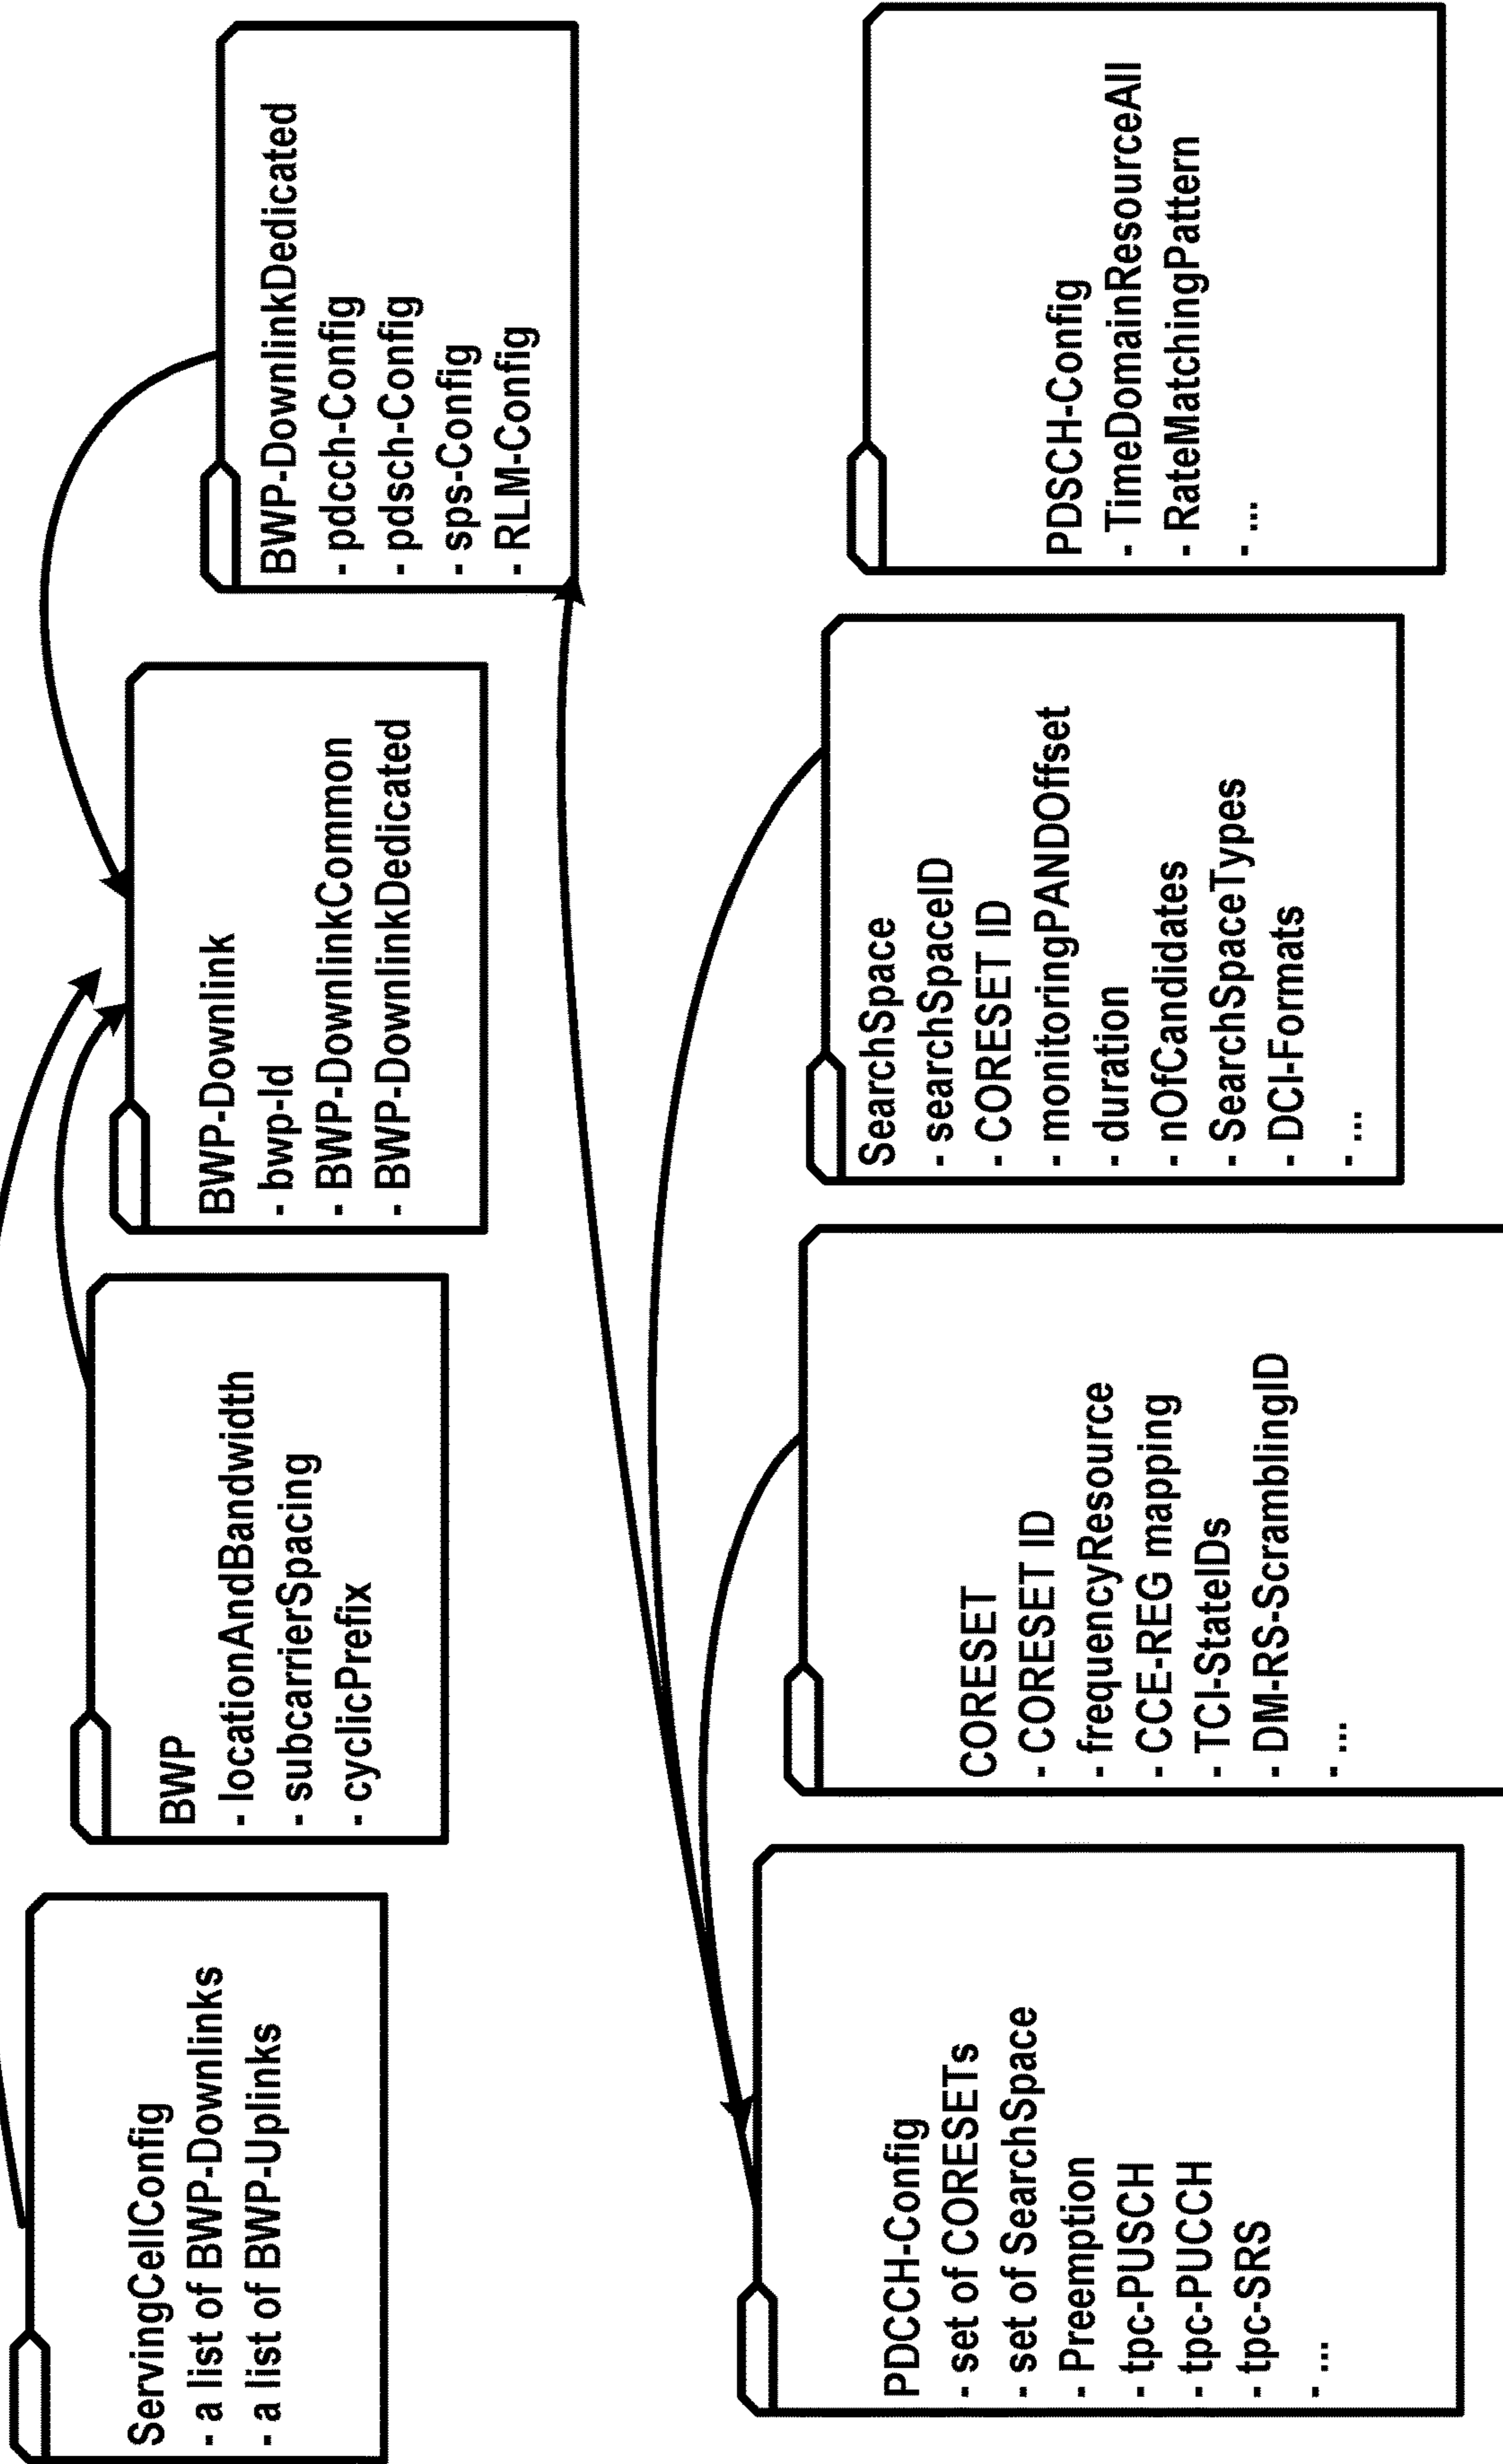 ServingCellConfig
- a list of BWP-Downlinks
- a list of BWP-Uplinks
BWP
- locationAndBandwidth
- subcarrierSpacing
- cyclicPrefix
BWP-Downlink
- bwp-Id
- BWP-DownlinkCommon
- BWP-DownlinkDedicated
BWP-DownlinkDedicated
- pdcch-Config
- pdsch-Config
- sps-Config
- RLM-Config
PDCCH-Config
- set of CORESETs
- set of SearchSpace
- Preemption
- tpc-PUSCH
- tpc-PUCCH
- tpc-SRS
- ...
CORESET
- CORESET ID
- frequencyResource
- CCE-REG mapping
- TCI-StateIDs
- DM-RS-ScramblingID
- ...
SearchSpace
- searchSpaceID
- CORESET ID
- monitoringPANDOffset
- duration
- nOfCandidates
- SearchSpaceTypes
- DCI-Formats
- ...
PDSCH-Config
- TimeDomainResourceAll
- RateMatchingPattern
- ...